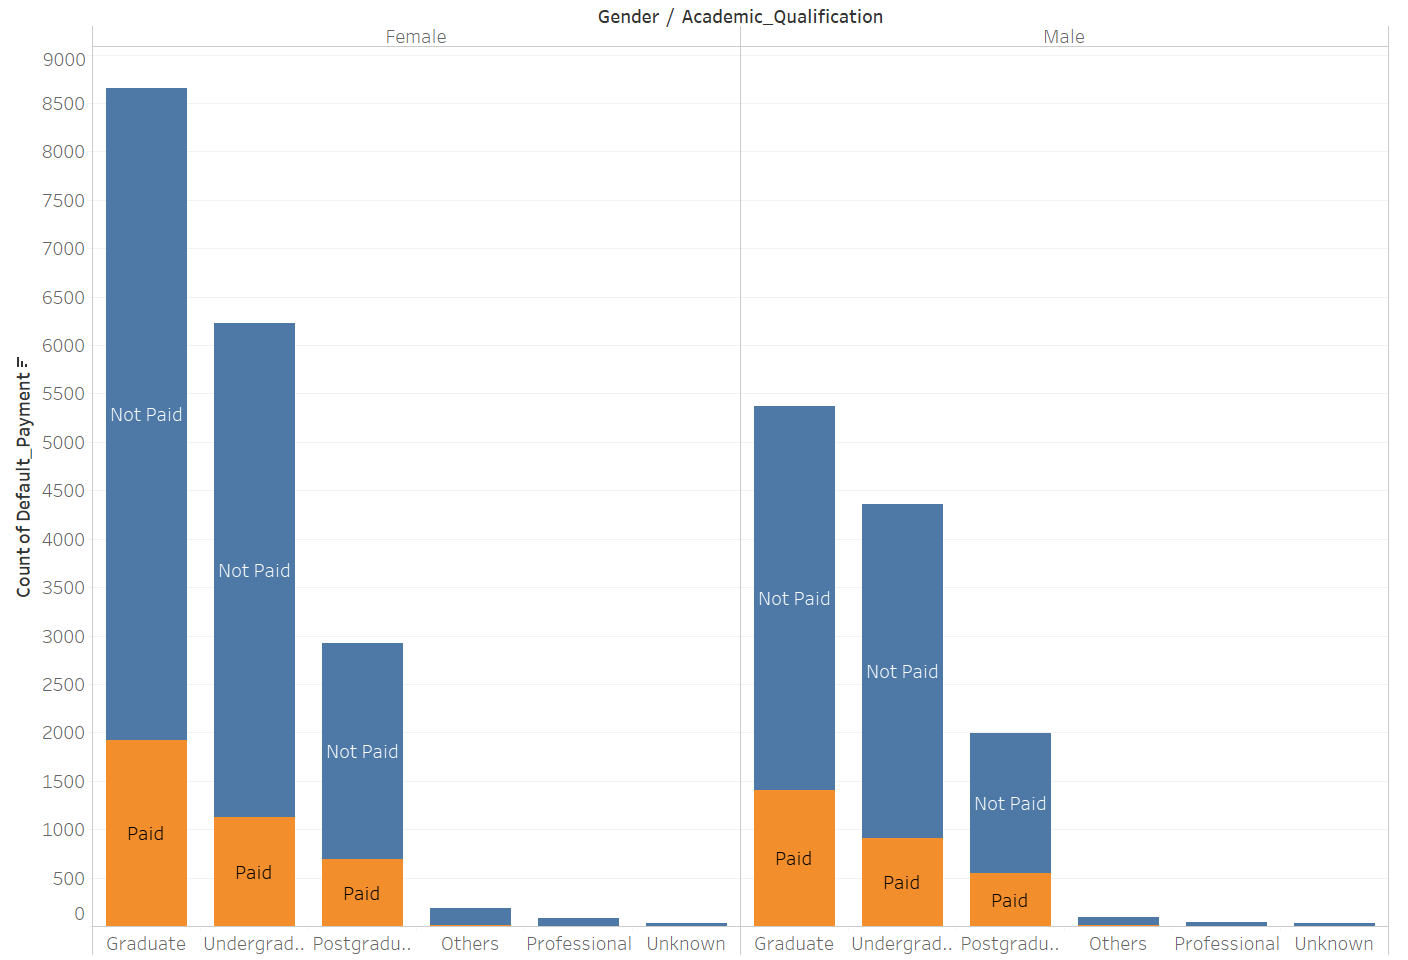 Gender / Academic_Qualification
Female
Male
Count of Default_Payment
9000
8500
8000
7500
7000
6500
6000
5500
5000
4500
4000
3500
3000
2500
2000
1500
1000
500
0
Not Paid
Not Paid
Not Paid
Paid
Paid
Paid
Not Paid
Not Paid
Not Paid
Paid
Paid
Paid
Graduate Undergrad.. Postgradu.. Others Professional Unknown
Graduate Undergrad.. Postgradu.. Others Professional Unknown